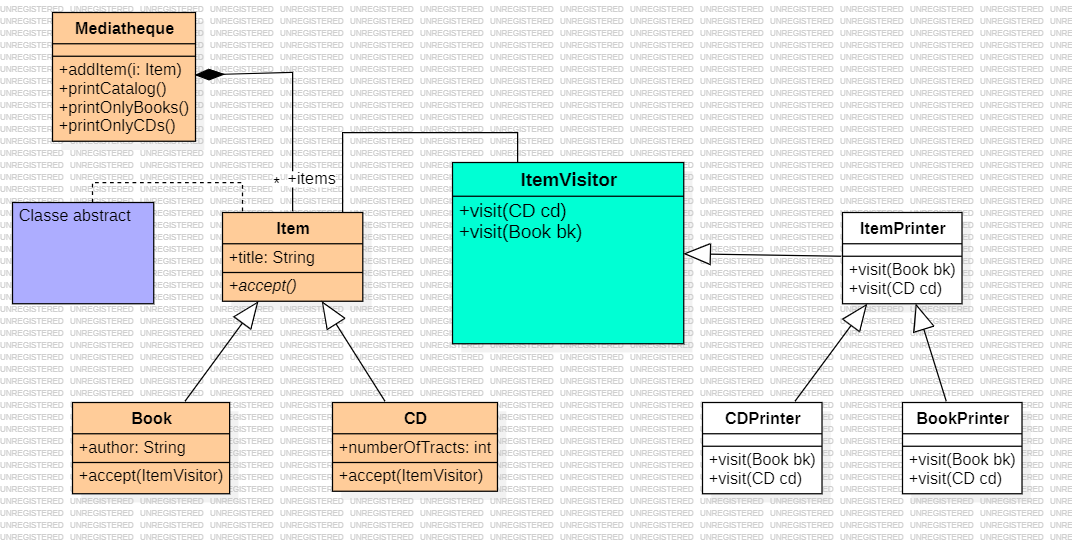 Mediatheque
+addItem(i: Item)
+printCatalog()
+printOnlyBooks()
+printOnlyCDs()
* +items
Classe abstract
Item
+title: String
+accept()
ItemVisitor
+visit(CD cd)
+visit(Book bk)
ItemPrinter
+visit(Book bk)
+visit(CD cd)
Book
+author: String
+accept(ItemVisitor)
CD
+numberOfTracts: int
+accept(ItemVisitor)
CDPrinter
+visit(Book bk)
+visit(CD cd)
BookPrinter
+visit(Book bk)
+visit(CD cd)
UNREGISTERED